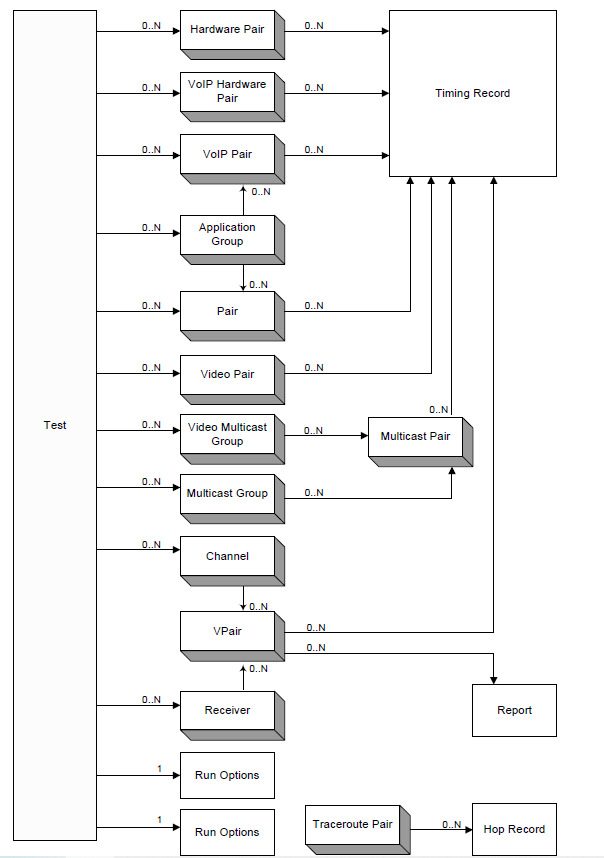 0..N
Hardware Pair
0..N
VoIP Hardware
Pair
0..N
0..N
Timing Record
0..N
VoIP Pair
0..N
0..N
Application
Group
0..N
0..N
0..N
Pair
0..N
0..N
Video Pair
0..N
0..N
Video Multicast
Group
0..N
0..N
Multicast Pair
Test
0..N
Multicast Group
0..N
0..N
Channel
0..N
VPair
0..N
0..N
0..N
0..N
Receiver
Report
1
Run Options
1
Run Options
Traceroute Pair
0..N
Hop Record